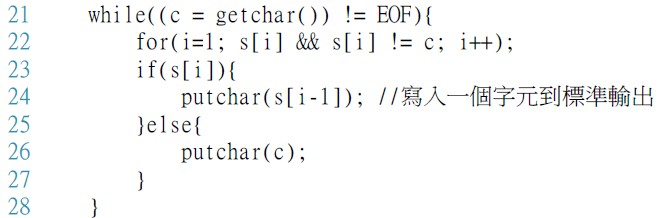 21 while((c = getchar()) != EOF){
22 for(i=1; s[i] && s[i] != c; i++);
23 if(s[i]){
24 putchar(s[i-1]); //寫入一個字元到標準輸出
25 }else{
26 putchar(c);
27 }
28 }